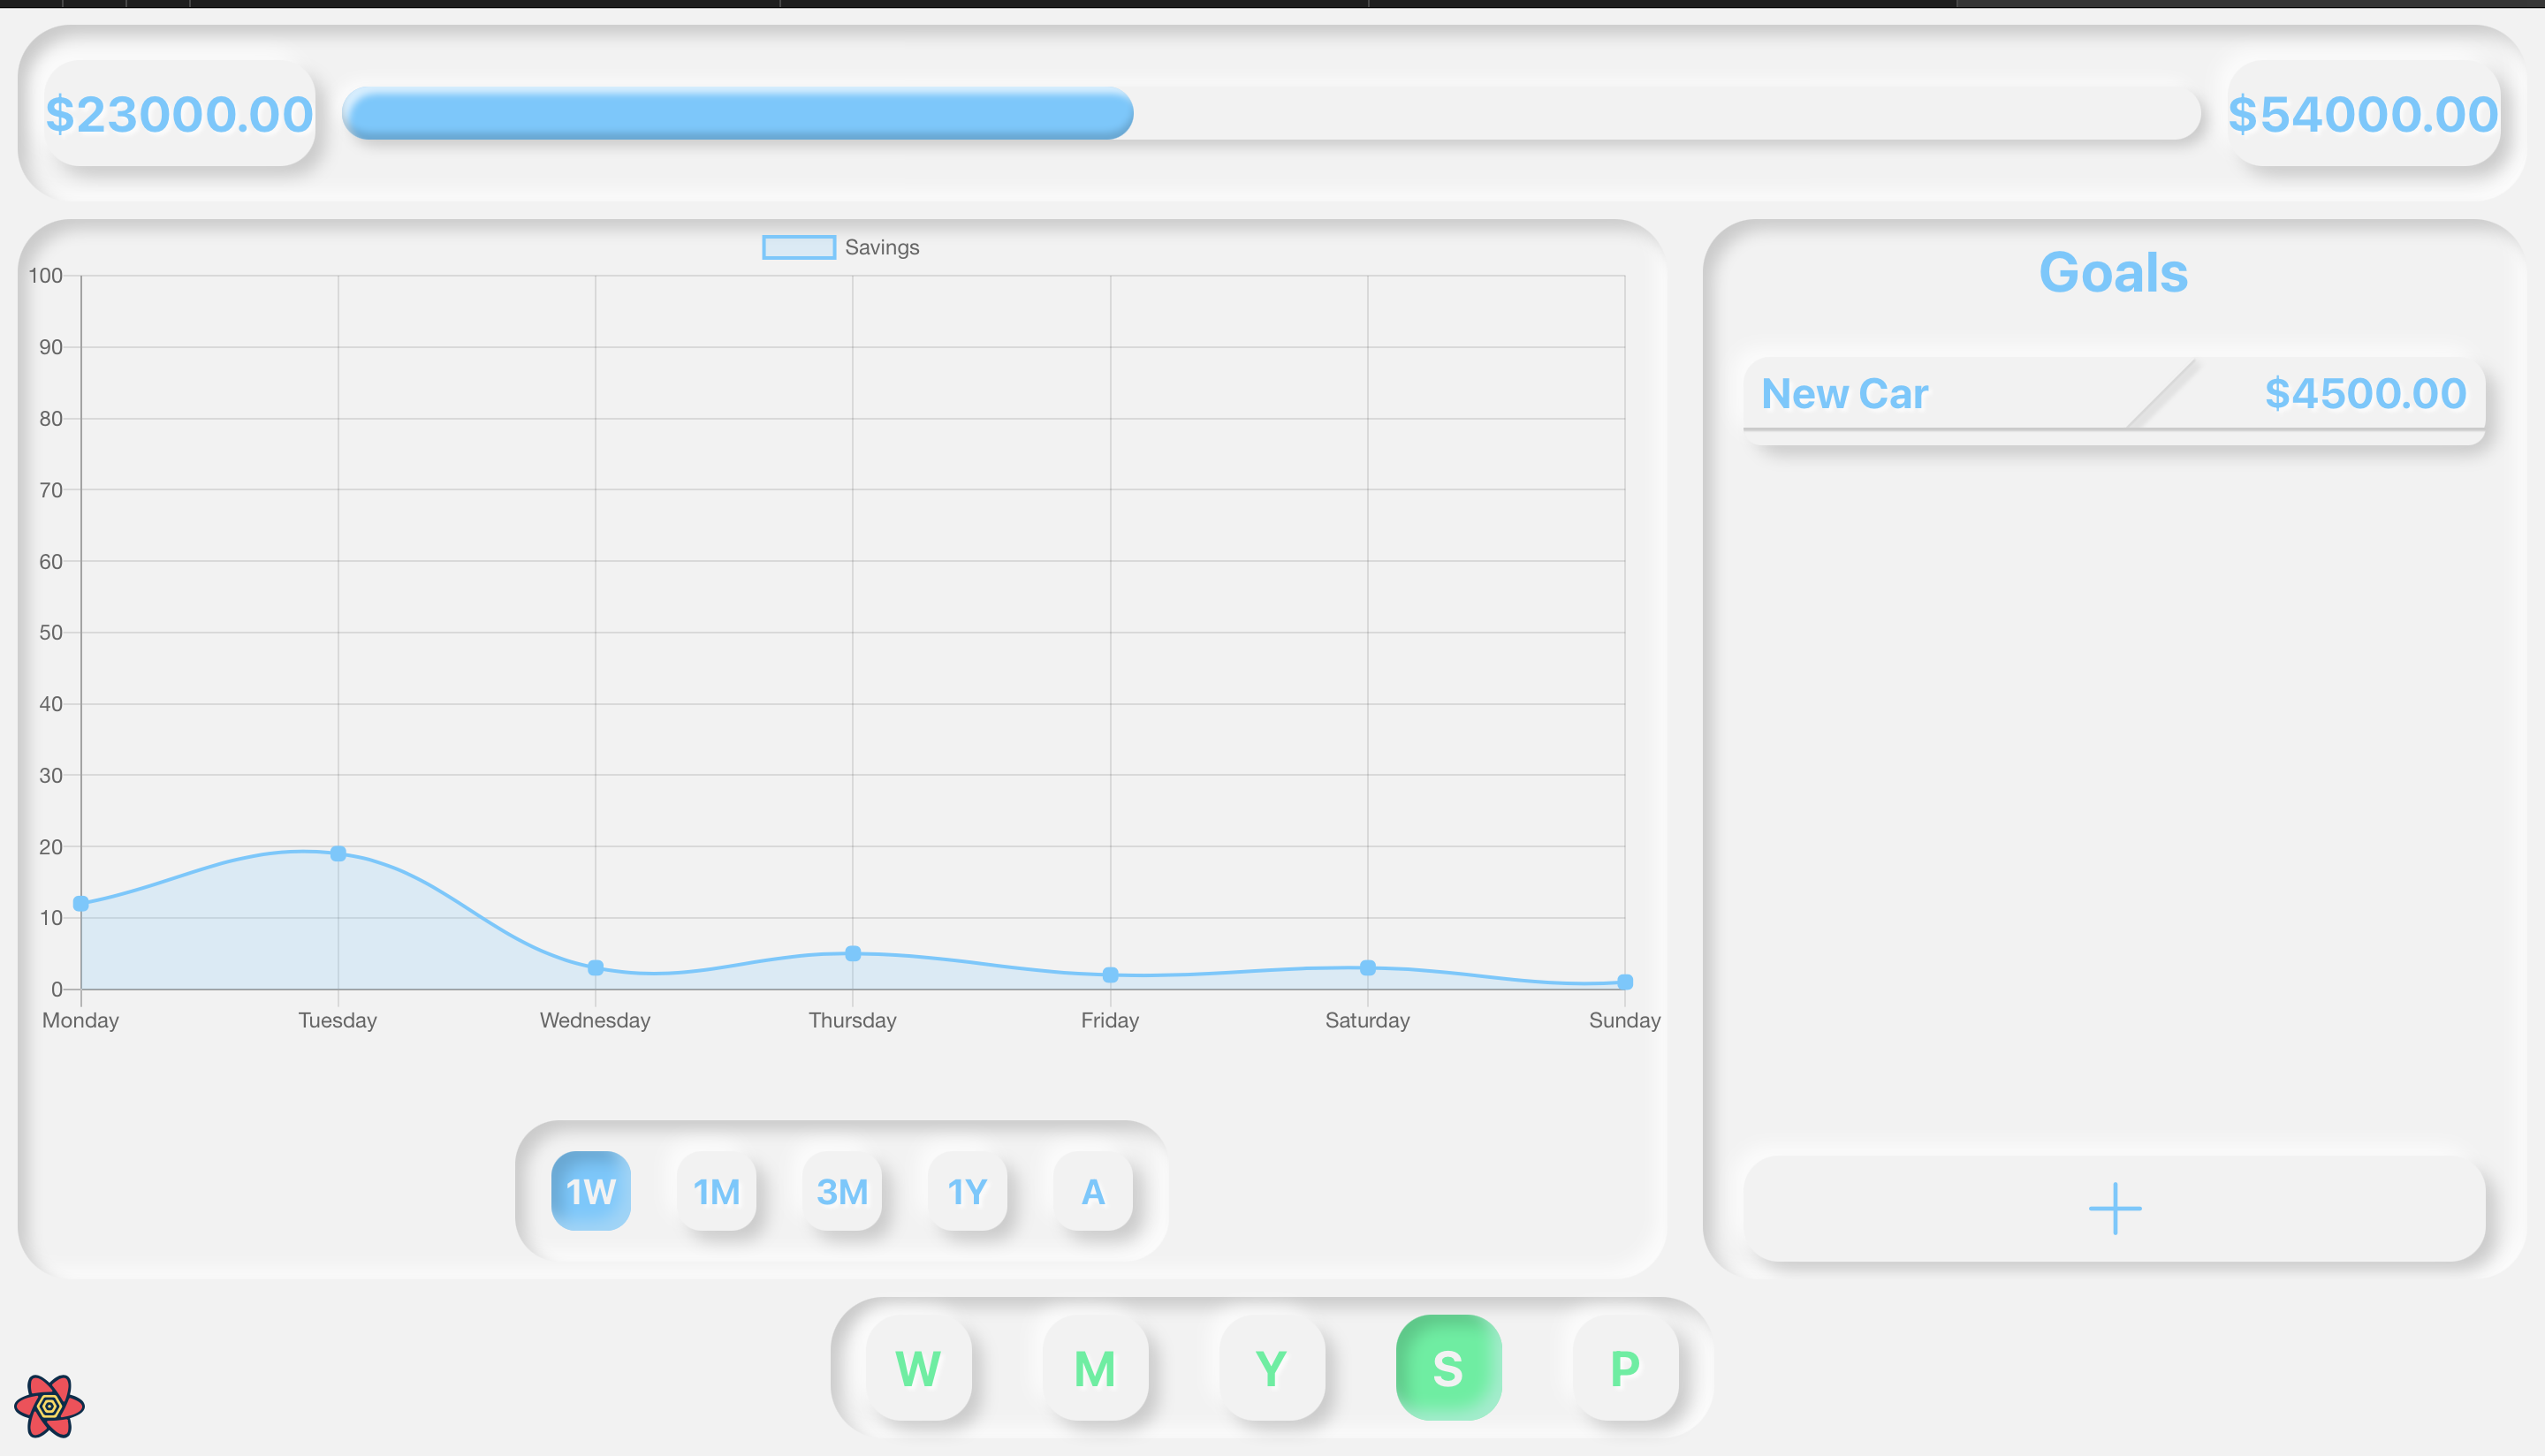 $23000.00
$54000.00
Savings
Goals
100
90
80
70
60
50
40
30
20
10
0
Monday Tuesday Wednesday Thursday Friday Saturday Sunday
New Car $4500.00
1W 1M 3M 1Y A
W M Y S P